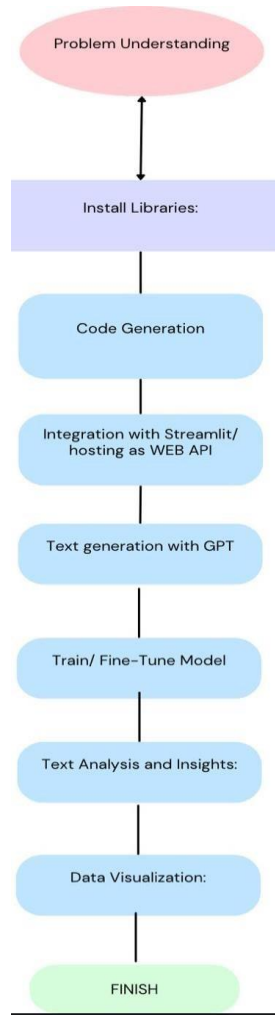 Problem Understanding
Install Libraries:
Code Generation
Integration with Streamlit/
hosting as WEB API
Text generation with GPT
Train/ Fine-Tune Model
Text Analysis and Insights:
Data Visualization:
FINISH